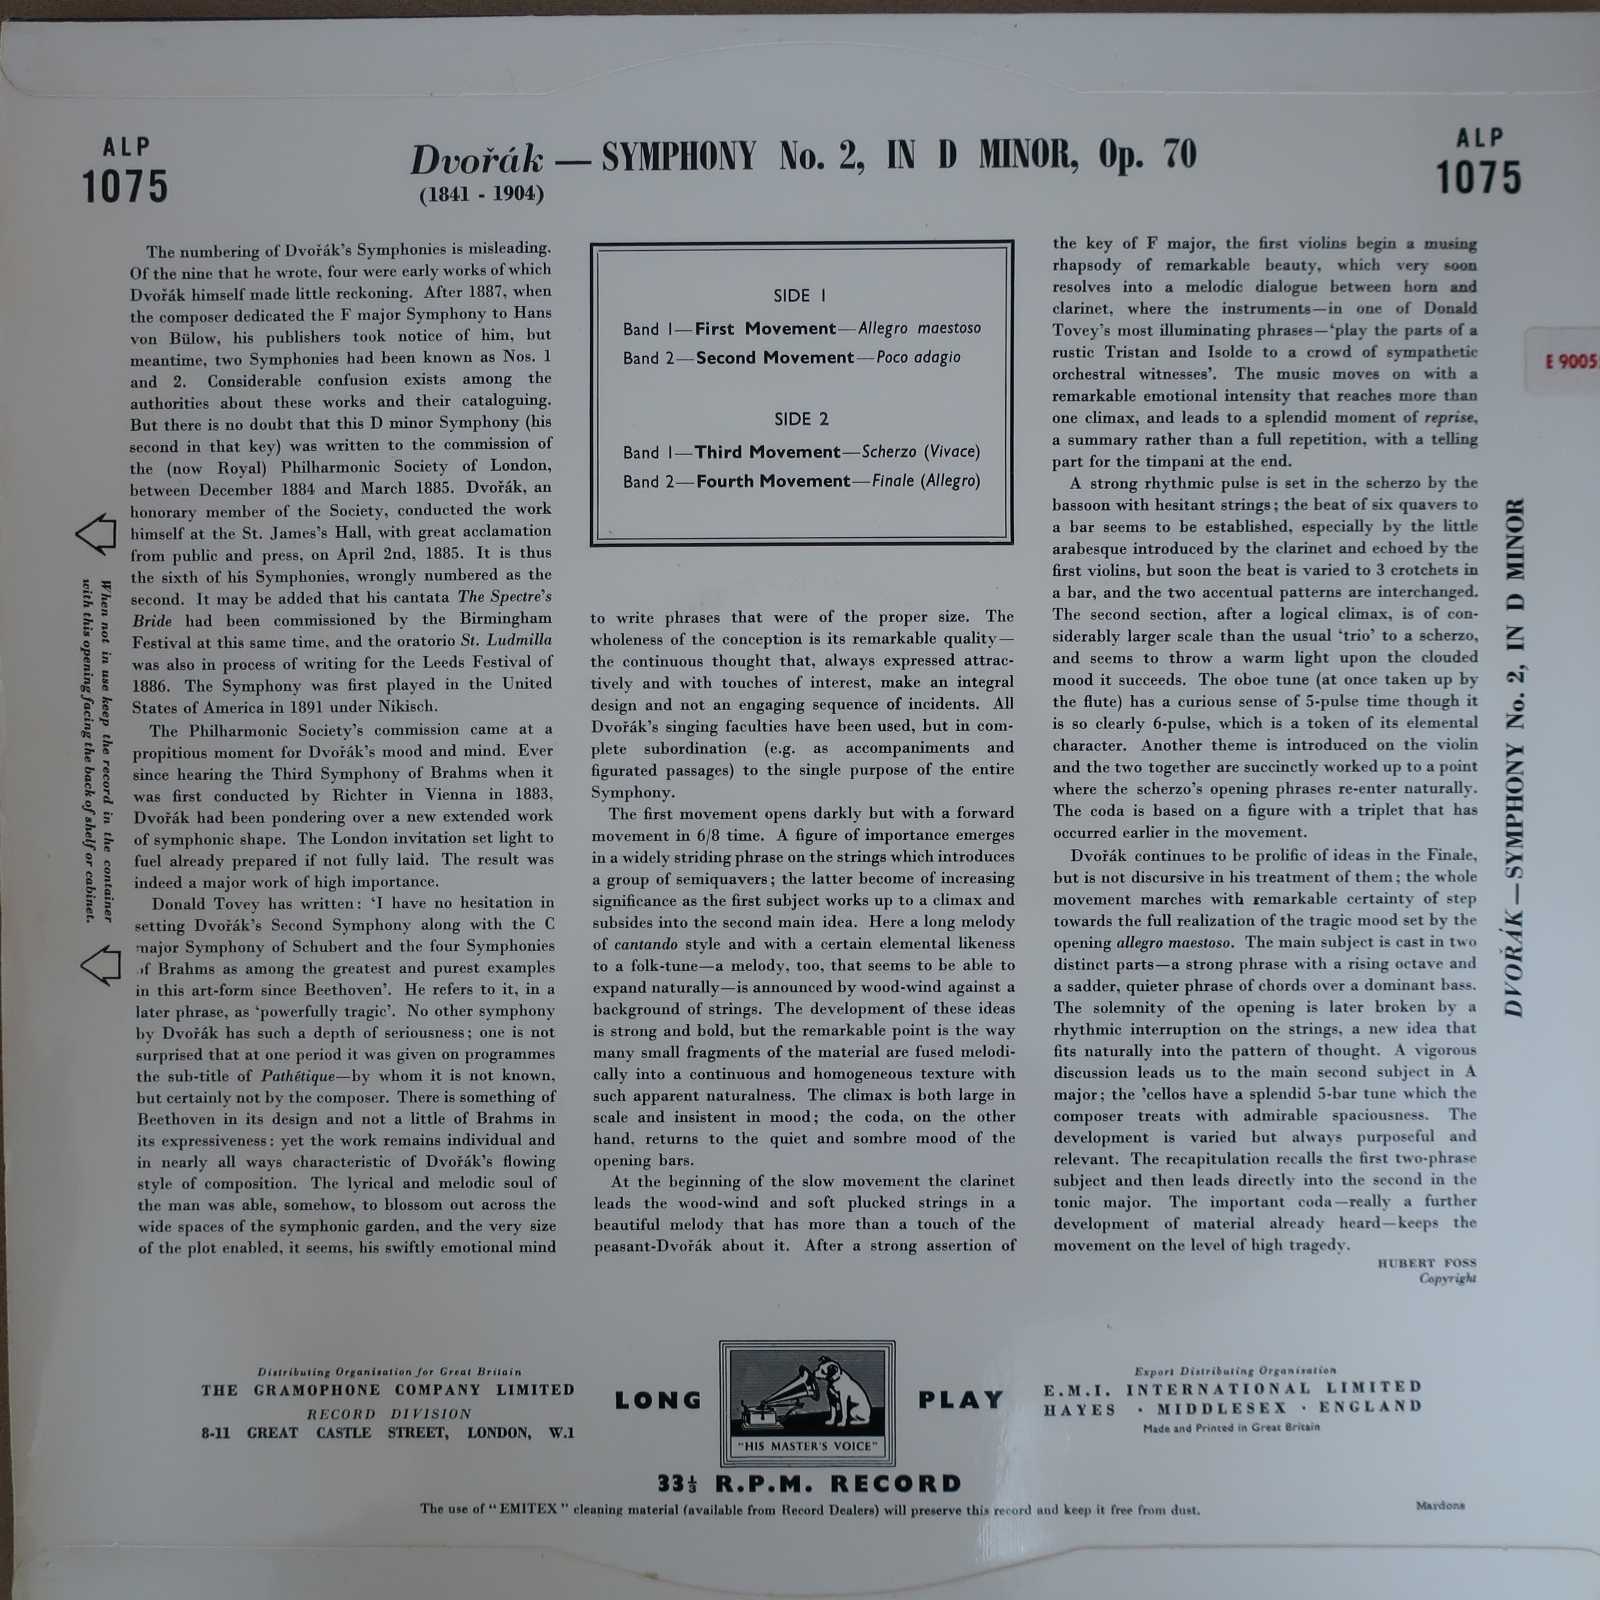 ALP
1075
Dvořák — SYMPHONY No. 2, IN D MINOR, Op. 70
(1841 - 1904)
ALP
1075
The numbering of Dvořák's Symphonies is misleading.
Of the nine that he wrote, four were early works of which
Dvořák himself made little reckoning. After 1887, when
the composer dedicated the F major Symphony to Hans
von Bülow, his publishers took notice of him, but
meantime, two Symphonies had been known as Nos. 1
and 2. Considerable confusion exists among the
authorities about these works and their cataloguing.
But there is no doubt that this D minor Symphony (his
second in that key) was written to the commission of
the (now Royal) Philharmonic Society of London,
between December 1884 and March 1885. Dvořák, an
honorary member of the Society, conducted the work
himself at the St. James's Hall, with great acclamation
from public and press, on April 2nd, 1885. It is thus
the sixth of his Symphonies, wrongly numbered as the
second. It may be added that his cantata The Spectre's
Bride had been commissioned by the Birmingham
Festival at this same time, and the oratorio St. Ludmilla
was also in process of writing for the Leeds Festival of
1886. The Symphony was first played in the United
States of America in 1891 under Nikisch.
The Philharmonic Society's commission came at a
propitious moment for Dvořák's mood and mind. Ever
since hearing the Third Symphony of Brahms when it
was first conducted by Richter in Vienna in 1883,
Dvořák had been pondering over a new extended work
of symphonic shape. The London invitation set light to
fuel already prepared if not fully laid. The result was
indeed a major work of high importance.
Donald Tovey has written: 'I have no hesitation in
setting Dvořák's Second Symphony along with the C
major Symphony of Schubert and the four Symphonies
of Brahms as among the greatest and purest examples
in this art-form since Beethoven'. He refers to it, in a
later phrase, as 'powerfully tragic'. No other symphony
by Dvořák has such a depth of seriousness; one is not
surprised that at one period it was given on programmes
the sub-title of Pathétique—by whom it is not known,
but certainly not by the composer. There is something of
Beethoven in its design and not a little of Brahms in
its expressiveness: yet the work remains individual and
in nearly all ways characteristic of Dvořák's flowing
style of composition. The lyrical and melodic soul of
the man was able, somehow, to blossom out across the
wide spaces of the symphonic garden, and the very size
of the plot enabled, it seems, his swiftly emotional mind
SIDE 1
Band 1—First Movement—Allegro maestoso
Band 2—Second Movement—Poco adagio
SIDE 2
Band 1—Third Movement—Scherzo (Vivace)
Band 2—Fourth Movement—Finale (Allegro)
to write phrases that were of the proper size. The
wholeness of the conception is its remarkable quality—
the continuous thought that, always expressed attrac-
tively and with touches of interest, make an integral
design and not an engaging sequence of incidents. All
Dvořák's singing faculties have been used, but in com-
plete subordination (e.g. as accompaniments and
figurated passages) to the single purpose of the entire
Symphony.
The first movement opens darkly but with a forward
movement in 6/8 time. A figure of importance emerges
in a widely striding phrase on the strings which introduces
a group of semiquavers; the latter become of increasing
significance as the first subject works up to a climax and
subsides into the second main idea. Here a long melody
of cantando style and with a certain elemental likeness
to a folk-tune—a melody, too, that seems to be able to
expand naturally—is announced by wood-wind against a
background of strings. The development of these ideas
is strong and bold, but the remarkable point is the way
many small fragments of the material are fused melodi-
cally into a continuous and homogeneous texture with
such apparent naturalness. The climax is both large in
scale and insistent in mood; the coda, on the other
hand, returns to the quiet and sombre mood of the
opening bars.
At the beginning of the slow movement the clarinet
leads the wood-wind and soft plucked strings in a
beautiful melody that has more than a touch of the
peasant-Dvořák about it. After a strong assertion of
the key of F major, the first violins begin a musing
rhapsody of remarkable beauty, which very soon
resolves into a melodic dialogue between horn and
clarinet, where the instruments—in one of Donald
Tovey's most illuminating phrases—'play the parts of a
rustic Tristan and Isolde to a crowd of sympathetic
orchestral witnesses'. The music moves on with a
remarkable emotional intensity that reaches more than
one climax, and leads to a splendid moment of reprise,
a summary rather than a full repetition, with a telling
part for the timpani at the end.
A strong rhythmic pulse is set in the scherzo by the
bassoon with hesitant strings; the beat of six quavers to
a bar seems to be established, especially by the little
arabesque introduced by the clarinet and echoed by the
first violins, but soon the beat is varied to 3 crotchets in
a bar, and the two accentual patterns are interchanged.
The second section, after a logical climax, is of con-
siderably larger scale than the usual 'trio' to a scherzo,
and seems to throw a warm light upon the clouded
mood it succeeds. The oboe tune (at once taken up by
the flute) has a curious sense of 5-pulse time though it
is so clearly 6-pulse, which is a token of its elemental
character. Another theme is introduced on the violin
and the two together are succinctly worked up to a point
where the scherzo's opening phrases re-enter naturally.
The coda is based on a figure with a triplet that has
occurred earlier in the movement.
Dvořák continues to be prolific of ideas in the Finale,
but is not discursive in his treatment of them; the whole
movement marches with remarkable certainty of step
towards the full realization of the tragic mood set by the
opening allegro maestoso. The main subject is cast in two
distinct parts—a strong phrase with a rising octave and
a sadder, quieter phrase of chords over a dominant bass.
The solemnity of the opening is later broken by a
rhythmic interruption on the strings, a new idea that
fits naturally into the pattern of thought. A vigorous
discussion leads us to the main second subject in A
major; the 'cellos have a splendid 5-bar tune which the
composer treats with admirable spaciousness. The
development is varied but always purposeful and
relevant. The recapitulation recalls the first two-phrase
subject and then leads directly into the second in the
tonic major. The important coda—really a further
development of material already heard—keeps the
movement on the level of high tragedy.
HUBERT FOSS
Copyright
When not in use keep the record in the container
with this opening facing the back of shelf or cabinet.
DVOŘÁK—SYMPHONY No. 2, IN D MINOR
E 9005
Distributing Organisation for Great Britain
THE GRAMOPHONE COMPANY LIMITED
RECORD DIVISION
8-11 GREAT CASTLE STREET, LONDON, W.1
LONG PLAY
"HIS MASTER'S VOICE"
33⅓ R.P.M. RECORD
Export Distributing Organisation
E.M.I. INTERNATIONAL LIMITED
HAYES · MIDDLESEX · ENGLAND
Made and Printed in Great Britain
The use of "EMITEX" cleaning material (available from Record Dealers) will preserve this record and keep it free from dust.
Mardons